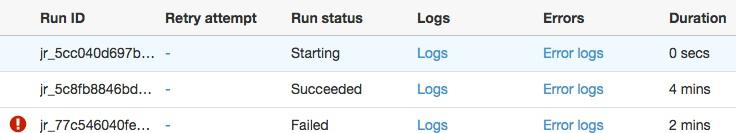 Run ID Retry attempt Run status Logs Errors Duration
jr_5cc040d697b... - Starting Logs Error logs 0 secs
jr_5c8fb8846bd... - Succeeded Logs Error logs 4 mins
jr_77c546040fe... - Failed Logs Error logs 2 mins